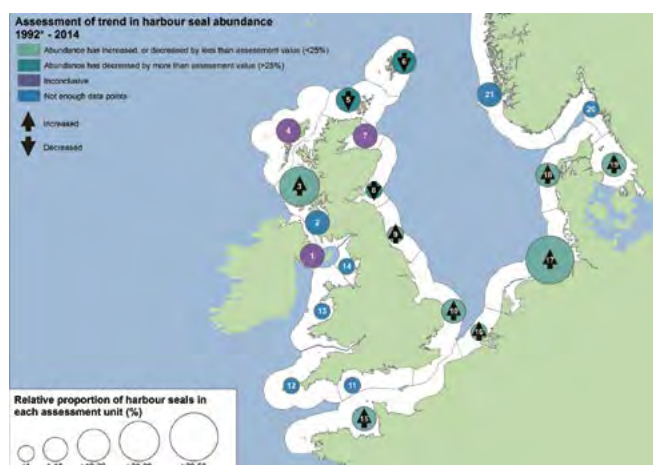 Assessment of trend in harbour seal abundance
1992* - 2014
Abundance has increased, or decreased by less than assessment value (<25%)
Abundance has decreased by more than assessment value (>25%)
Inconclusive
Not enough data points
Increased
Decreased
6
5
4
7
3
8
2
9
1
14
13
10
12
11
15
16
17
18
19
20
21
Relative proportion of harbour seals in
each assessment unit (%)